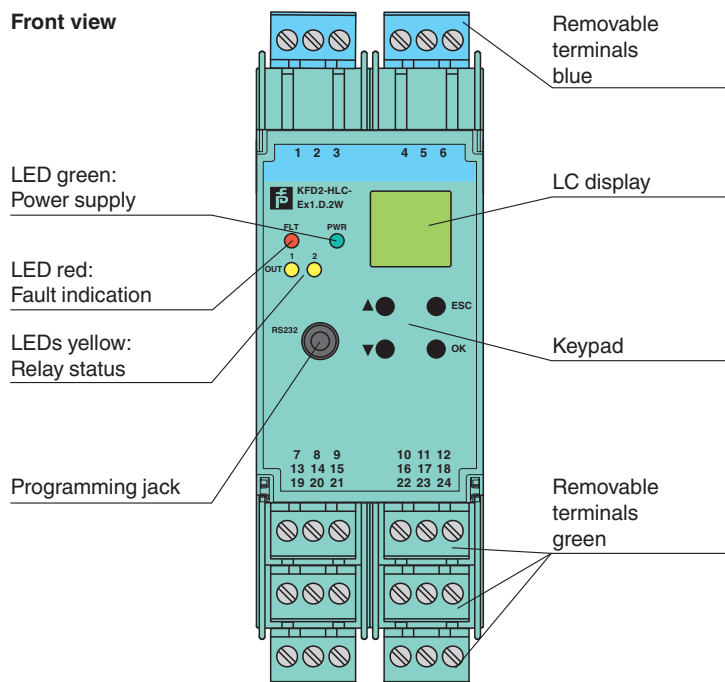 Front view
Removable
terminals
blue
1 2 3 4 5 6
LED green:
Power supply
KFD2-HLC-
Ex1.D.2W
LC display
FLT PWR
1 2
OUT
LED red:
Fault indication
▲ ESC
RS232
LEDs yellow:
Relay status
▼ OK
Keypad
7 8 9 10 11 12
13 14 15 16 17 18
19 20 21 22 23 24
Programming jack
Removable
terminals
green